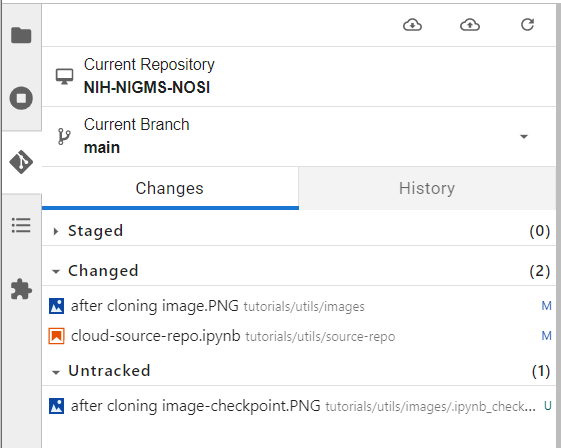 Current Repository
NIH-NIGMS-NOSI
Current Branch
main
Changes History
Staged (0)
Changed (2)
after cloning image.PNG tutorials/utils/images M
cloud-source-repo.ipynb tutorials/utils/source-repo M
Untracked (1)
after cloning image-checkpoint.PNG tutorials/utils/images/.ipynb_check... U